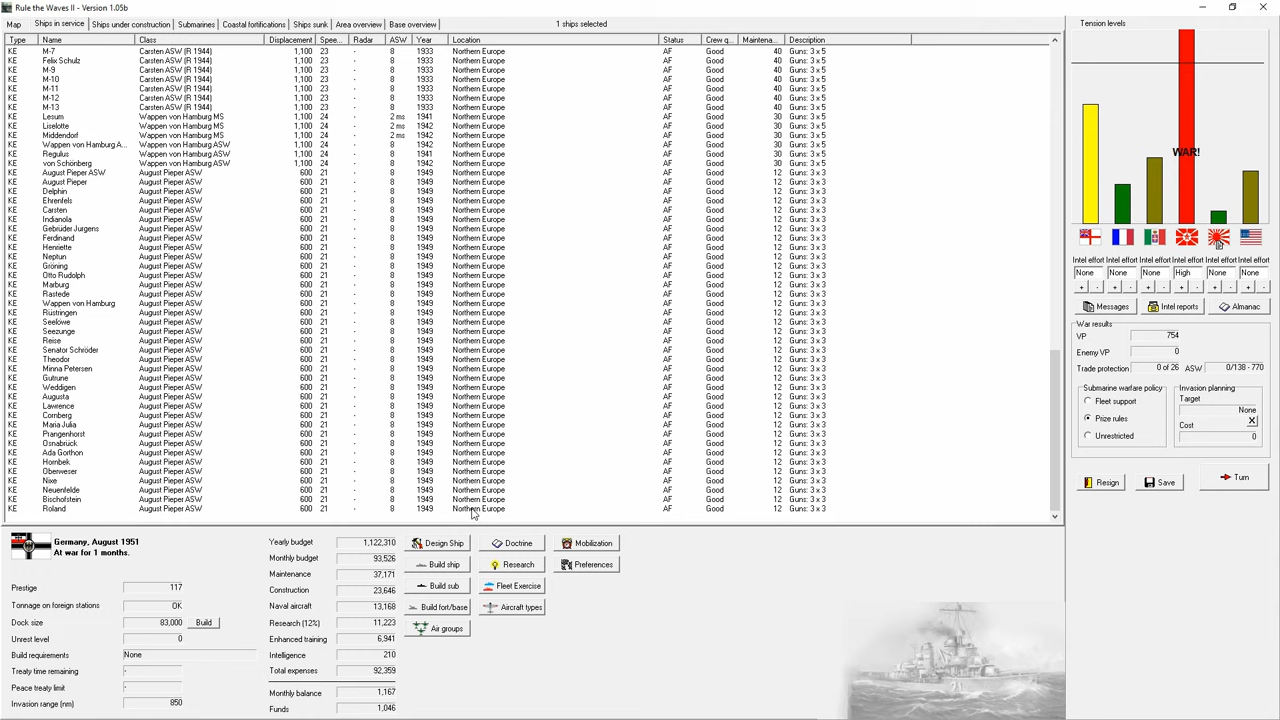 Rule the Waves II - Version 1.05b
Map Ships in service Ships under construction Submarines Coastal fortifications Ships sunk Area overview Base overview 1 ships selected
Type Name Class Displacement Spee... Radar ASW Year Location Status Crew q... Maintena... Description
KE M-7 Carsten ASW (R 1944) 1,100 23 - 8 1933 Northern Europe AF Good 40 Guns: 3 x 5
KE Felix Schulz Carsten ASW (R 1944) 1,100 23 - 8 1933 Northern Europe AF Good 40 Guns: 3 x 5
KE M-9 Carsten ASW (R 1944) 1,100 23 - 8 1933 Northern Europe AF Good 40 Guns: 3 x 5
KE M-10 Carsten ASW (R 1944) 1,100 23 - 8 1933 Northern Europe AF Good 40 Guns: 3 x 5
KE M-11 Carsten ASW (R 1944) 1,100 23 - 8 1933 Northern Europe AF Good 40 Guns: 3 x 5
KE M-12 Carsten ASW (R 1944) 1,100 23 - 8 1933 Northern Europe AF Good 40 Guns: 3 x 5
KE M-13 Carsten ASW (R 1944) 1,100 23 - 8 1933 Northern Europe AF Good 40 Guns: 3 x 5
KE Lesum Wappen von Hamburg MS 1,100 24 - 2 ms 1941 Northern Europe AF Good 30 Guns: 3 x 5
KE Liselotte Wappen von Hamburg MS 1,100 24 - 2 ms 1942 Northern Europe AF Good 30 Guns: 3 x 5
KE Middendorf Wappen von Hamburg MS 1,100 24 - 2 ms 1942 Northern Europe AF Good 30 Guns: 3 x 5
KE Wappen von Hamburg A... Wappen von Hamburg ASW 1,100 24 - 8 1942 Northern Europe AF Good 30 Guns: 3 x 5
KE Regulus Wappen von Hamburg ASW 1,100 24 - 8 1941 Northern Europe AF Good 30 Guns: 3 x 5
KE von Schönberg Wappen von Hamburg ASW 1,100 24 - 8 1942 Northern Europe AF Good 30 Guns: 3 x 5
KE August Pieper ASW August Pieper ASW 600 21 - 8 1949 Northern Europe AF Good 12 Guns: 3 x 3
KE August Pieper August Pieper ASW 600 21 - 8 1949 Northern Europe AF Good 12 Guns: 3 x 3
KE Delphin August Pieper ASW 600 21 - 8 1949 Northern Europe AF Good 12 Guns: 3 x 3
KE Ehrenfels August Pieper ASW 600 21 - 8 1949 Northern Europe AF Good 12 Guns: 3 x 3
KE Carsten August Pieper ASW 600 21 - 8 1949 Northern Europe AF Good 12 Guns: 3 x 3
KE Indianola August Pieper ASW 600 21 - 8 1949 Northern Europe AF Good 12 Guns: 3 x 3
KE Gebrüder Jurgens August Pieper ASW 600 21 - 8 1949 Northern Europe AF Good 12 Guns: 3 x 3
KE Ferdinand August Pieper ASW 600 21 - 8 1949 Northern Europe AF Good 12 Guns: 3 x 3
KE Henriette August Pieper ASW 600 21 - 8 1949 Northern Europe AF Good 12 Guns: 3 x 3
KE Neptun August Pieper ASW 600 21 - 8 1949 Northern Europe AF Good 12 Guns: 3 x 3
KE Gröning August Pieper ASW 600 21 - 8 1949 Northern Europe AF Good 12 Guns: 3 x 3
KE Otto Rudolph August Pieper ASW 600 21 - 8 1949 Northern Europe AF Good 12 Guns: 3 x 3
KE Marburg August Pieper ASW 600 21 - 8 1949 Northern Europe AF Good 12 Guns: 3 x 3
KE Rastede August Pieper ASW 600 21 - 8 1949 Northern Europe AF Good 12 Guns: 3 x 3
KE Wappen von Hamburg August Pieper ASW 600 21 - 8 1949 Northern Europe AF Good 12 Guns: 3 x 3
KE Rüstringen August Pieper ASW 600 21 - 8 1949 Northern Europe AF Good 12 Guns: 3 x 3
KE Seelöwe August Pieper ASW 600 21 - 8 1949 Northern Europe AF Good 12 Guns: 3 x 3
KE Seezunge August Pieper ASW 600 21 - 8 1949 Northern Europe AF Good 12 Guns: 3 x 3
KE Reise August Pieper ASW 600 21 - 8 1949 Northern Europe AF Good 12 Guns: 3 x 3
KE Senator Schröder August Pieper ASW 600 21 - 8 1949 Northern Europe AF Good 12 Guns: 3 x 3
KE Theodor August Pieper ASW 600 21 - 8 1949 Northern Europe AF Good 12 Guns: 3 x 3
KE Minna Petersen August Pieper ASW 600 21 - 8 1949 Northern Europe AF Good 12 Guns: 3 x 3
KE Gutrune August Pieper ASW 600 21 - 8 1949 Northern Europe AF Good 12 Guns: 3 x 3
KE Weddigen August Pieper ASW 600 21 - 8 1949 Northern Europe AF Good 12 Guns: 3 x 3
KE Augusta August Pieper ASW 600 21 - 8 1949 Northern Europe AF Good 12 Guns: 3 x 3
KE Lawrence August Pieper ASW 600 21 - 8 1949 Northern Europe AF Good 12 Guns: 3 x 3
KE Cornberg August Pieper ASW 600 21 - 8 1949 Northern Europe AF Good 12 Guns: 3 x 3
KE Maria Julia August Pieper ASW 600 21 - 8 1949 Northern Europe AF Good 12 Guns: 3 x 3
KE Prangenhorst August Pieper ASW 600 21 - 8 1949 Northern Europe AF Good 12 Guns: 3 x 3
KE Osnabrück August Pieper ASW 600 21 - 8 1949 Northern Europe AF Good 12 Guns: 3 x 3
KE Ada Gorthon August Pieper ASW 600 21 - 8 1949 Northern Europe AF Good 12 Guns: 3 x 3
KE Hornbek August Pieper ASW 600 21 - 8 1949 Northern Europe AF Good 12 Guns: 3 x 3
KE Oberweser August Pieper ASW 600 21 - 8 1949 Northern Europe AF Good 12 Guns: 3 x 3
KE Nixe August Pieper ASW 600 21 - 8 1949 Northern Europe AF Good 12 Guns: 3 x 3
KE Neuenfelde August Pieper ASW 600 21 - 8 1949 Northern Europe AF Good 12 Guns: 3 x 3
KE Bischofstein August Pieper ASW 600 21 - 8 1949 Northern Europe AF Good 12 Guns: 3 x 3
KE Roland August Pieper ASW 600 21 - 8 1949 Northern Europe AF Good 12 Guns: 3 x 3
Germany, August 1951
At war for 1 months.
Prestige 117
Tonnage on foreign stations OK
Dock size 83,000 Build
Unrest level 0
Build requirements None
Treaty time remaining -
Peace treaty limit -
Invasion range (nm) 850
Yearly budget 1,122,310
Monthly budget 93,526
Maintenance 37,171
Construction 23,646
Naval aircraft 13,168
Research (12%) 11,223
Enhanced training 6,941
Intelligence 210
Total expenses 92,359
Monthly balance 1,167
Funds 1,046
Design Ship Doctrine Mobilization
Build ship Research Preferences
Build sub Fleet Exercise
Build fort/base Aircraft types
Air groups
Tension levels
WAR!
Intel effort Intel effort Intel effort Intel effort Intel effort Intel effort
None None None High None None
+ - + - + - + - + - + -
Messages Intel reports Almanac
War results
VP 754
Enemy VP 0
Trade protection 0 of 26 ASW 0/138 - 770
Submarine warfare policy
Fleet support
Prize rules
Unrestricted
Invasion planning
Target
None
Cost X
0
Resign Save Turn